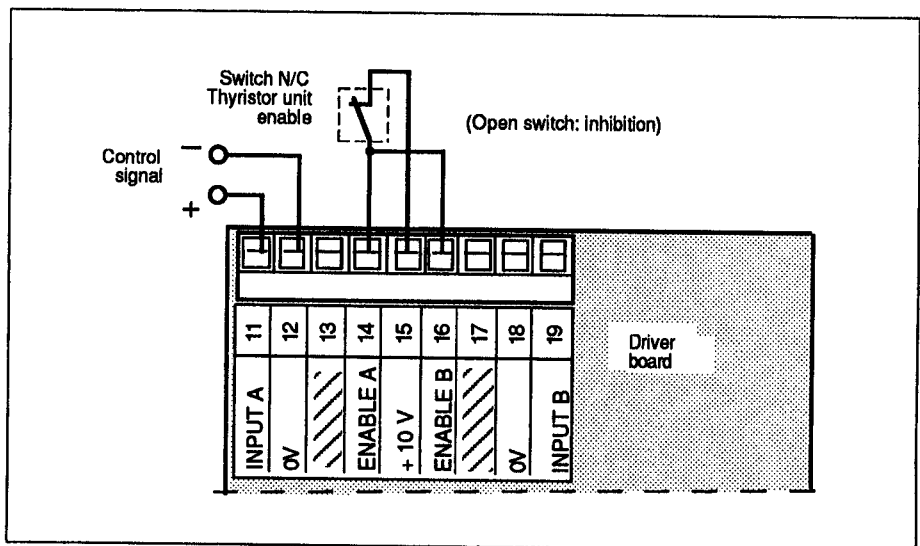 Switch N/C
Thyristor unit
enable
(Open switch: inhibition)
Control
signal
−
+
11 12 13 14 15 16 17 18 19
INPUT A
0V
ENABLE A
+ 10 V
ENABLE B
0V
INPUT B
Driver
board